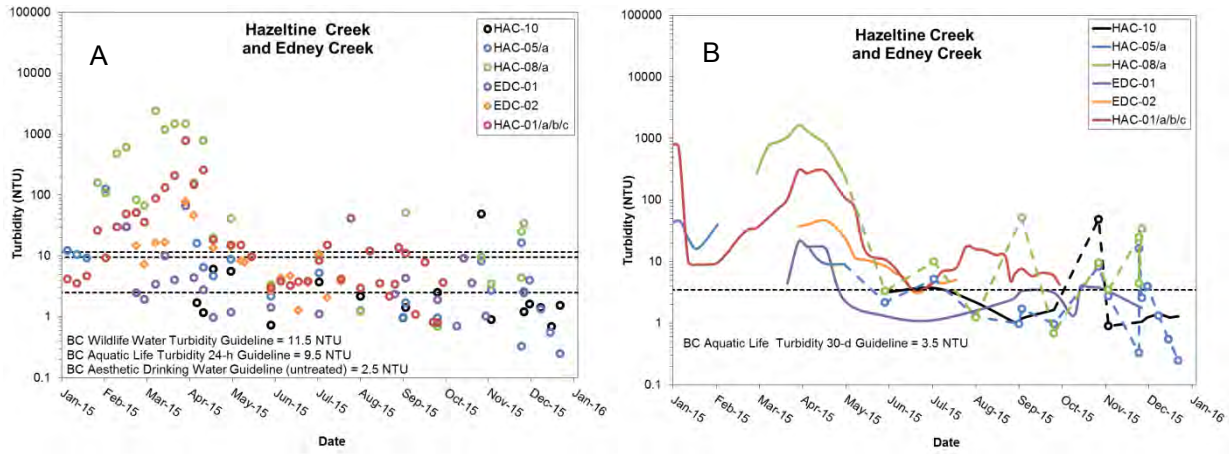 A
Hazeltine Creek
and Edney Creek
HAC-10
HAC-05/a
HAC-08/a
EDC-01
EDC-02
HAC-01/a/b/c
100000
10000
1000
100
10
1
0.1
Turbidity (NTU)
BC Wildlife Water Turbidity Guideline = 11.5 NTU
BC Aquatic Life Turbidity 24-h Guideline = 9.5 NTU
BC Aesthetic Drinking Water Guideline (untreated) = 2.5 NTU
Jan-15
Feb-15
Mar-15
Apr-15
May-15
Jun-15
Jul-15
Aug-15
Sep-15
Oct-15
Nov-15
Dec-15
Jan-16
Date
B
Hazeltine Creek
and Edney Creek
HAC-10
HAC-05/a
HAC-08/a
EDC-01
EDC-02
HAC-01/a/b/c
100000
10000
1000
100
10
1
0.1
Turbidity (NTU)
BC Aquatic Life Turbidity 30-d Guideline = 3.5 NTU
Jan-15
Feb-15
Mar-15
Apr-15
May-15
Jun-15
Jul-15
Aug-15
Sep-15
Oct-15
Nov-15
Dec-15
Jan-16
Date